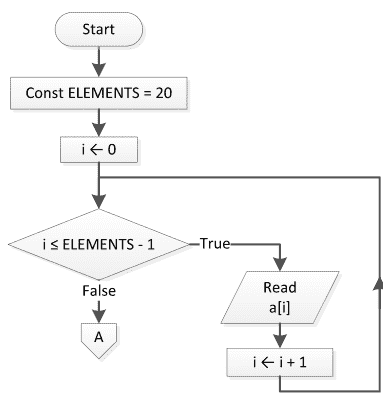 Start
Const ELEMENTS = 20
i ← 0
i ≤ ELEMENTS - 1
True
False
Read
a[i]
A
i ← i + 1